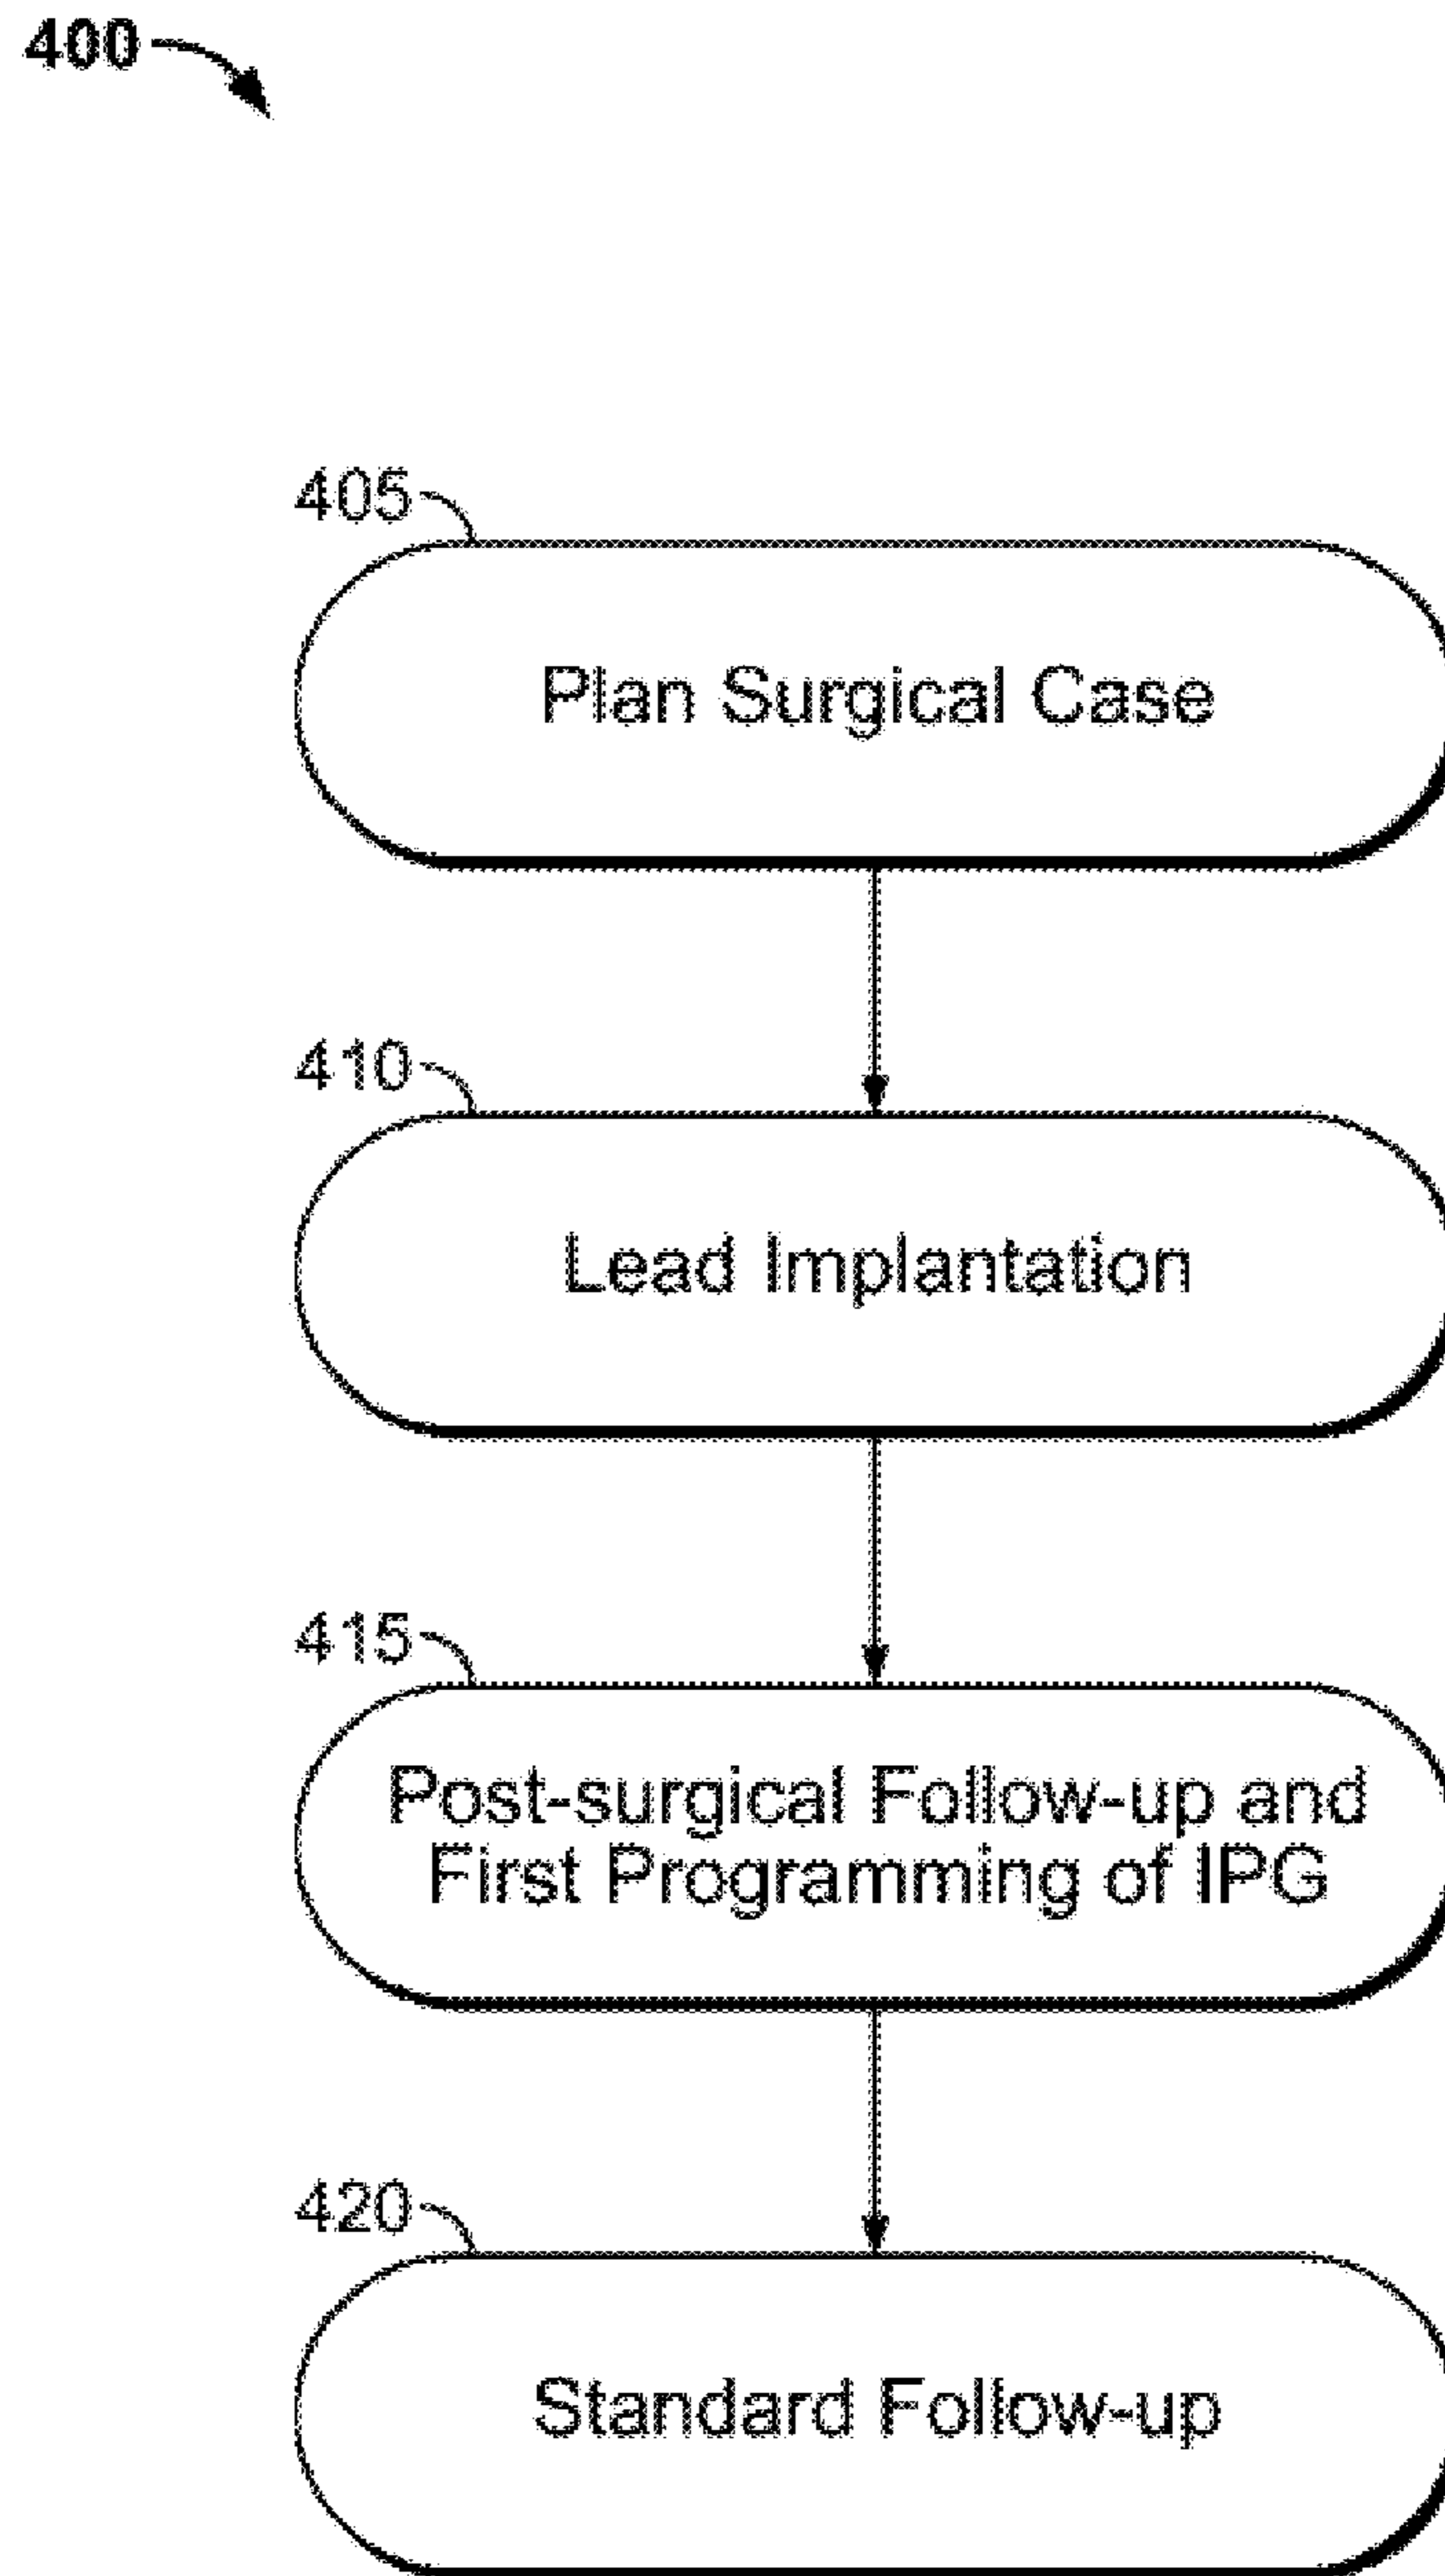 400
405
Plan Surgical Case
410
Lead Implantation
415
Post-surgical Follow-up and
First Programming of IPG
420
Standard Follow-up